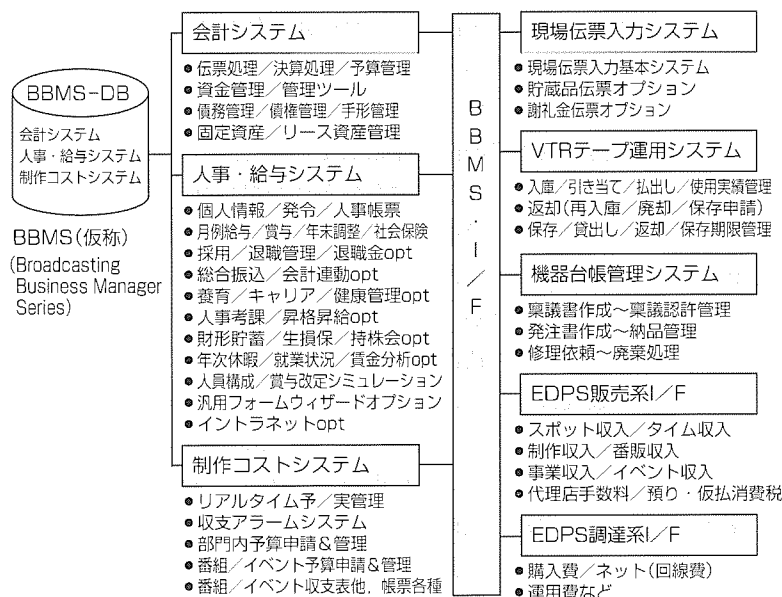 BBMS-DB
会計システム
人事・給与システム
制作コストシステム
BBMS(仮称)
(Broadcasting
Business Manager
Series)
会計システム
●伝票処理／決算処理／予算管理
●資金管理／管理ツール
●債務管理／債権管理／手形管理
●固定資産／リース資産管理
人事・給与システム
●個人情報／発令／人事帳票
●月例給与／賞与／年末調整／社会保険
●採用／退職管理／退職金opt
●総合振込／会計連動opt
●養育／キャリア／健康管理opt
●人事考課／昇格昇給opt
●財形貯蓄／生損保／持株会opt
●年次休暇／就業状況／賃金分析opt
●人員構成／賞与改定シミュレーション
●汎用フォームウィザードオプション
●イントラネットopt
制作コストシステム
●リアルタイム予／実管理
●収支アラームシステム
●部門内予算申請&管理
●番組／イベント予算申請&管理
●番組／イベント収支表他，帳票各種
BBMS・I／F
現場伝票入力システム
●現場伝票入力基本システム
●貯蔵品伝票オプション
●謝礼金伝票オプション
VTRテープ運用システム
●入庫／引き当て／払出し／使用実績管理
●返却(再入庫／廃却／保存申請)
●保存／貸出し／返却／保存期限管理
機器台帳管理システム
●稟議書作成〜稟議認許管理
●発注書作成〜納品管理
●修理依頼〜廃棄処理
EDPS販売系I／F
●スポット収入／タイム収入
●制作収入／番販収入
●事業収入／イベント収入
●代理店手数料／預り・仮払消費税
EDPS調達系I／F
●購入費／ネット(回線費)
●運用費など